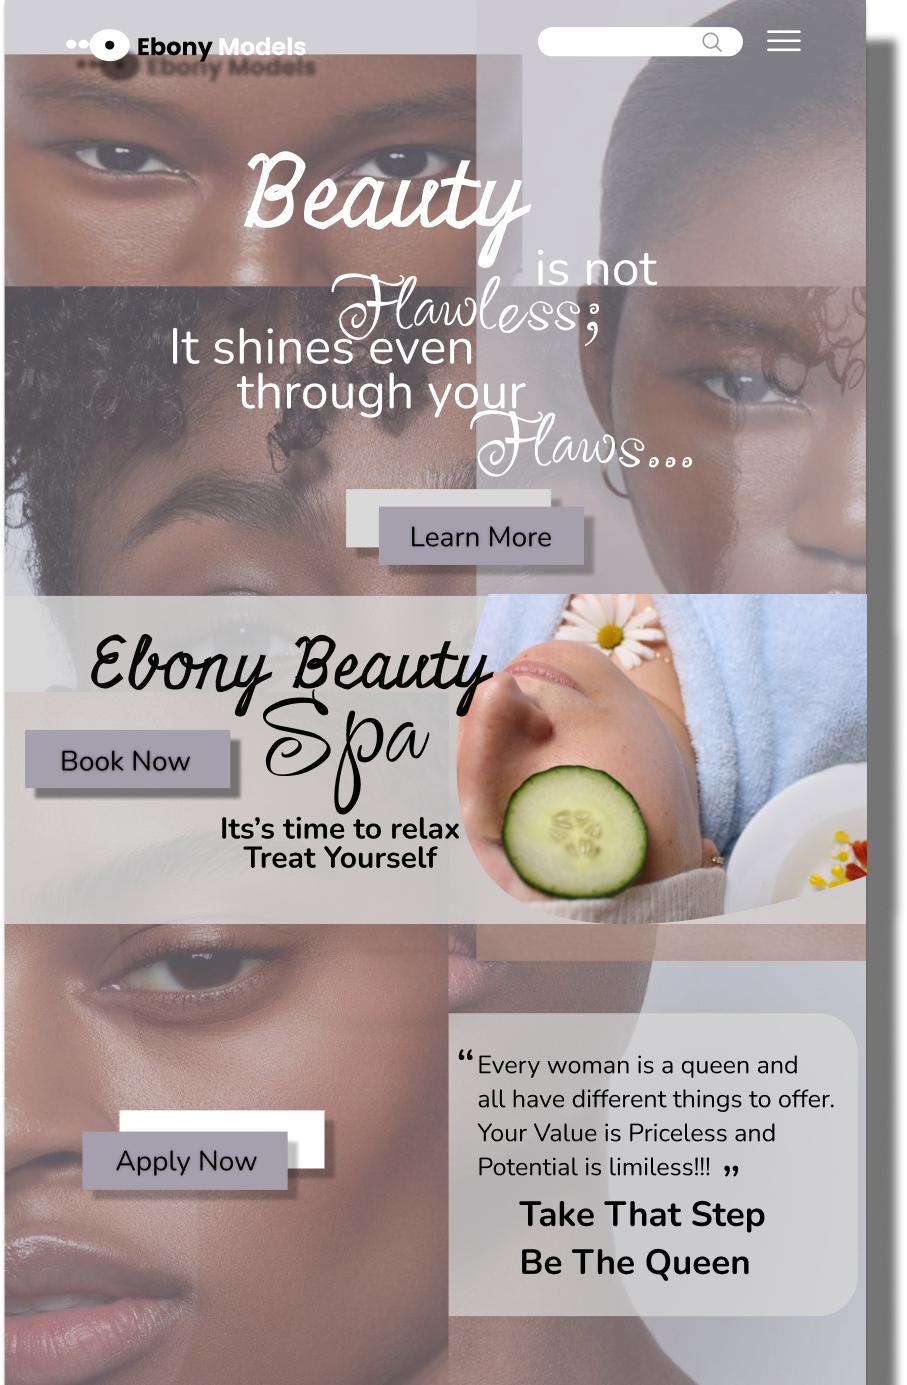 Ebony Models
Ebony Models
Beauty
is not
Flawless;
It shines even
through your
Flaws...
Learn More
Ebony Beauty
Spa
Book Now
Its’s time to relax
Treat Yourself
“Every woman is a queen and
all have different things to offer.
Your Value is Priceless and
Potential is limiless!!! ”
Apply Now
Take That Step
Be The Queen